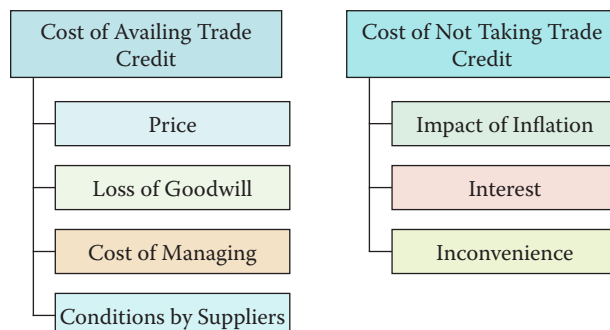 Cost of Availing Trade
Credit
Price
Loss of Goodwill
Cost of Managing
Conditions by Suppliers
Cost of Not Taking Trade
Credit
Impact of Inflation
Interest
Inconvenience